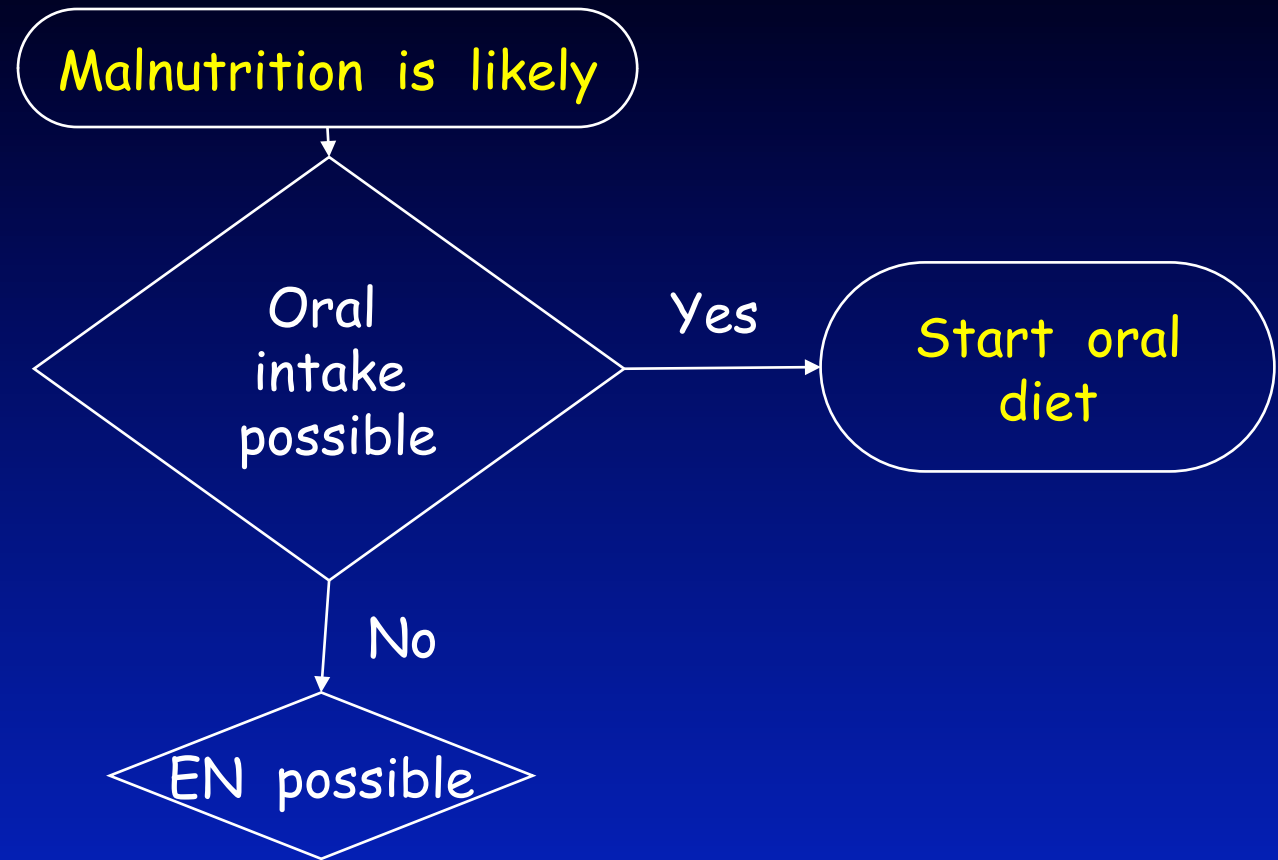 Malnutrition is likely
Oral
intake
possible
Yes
Start oral
diet
No
EN possible